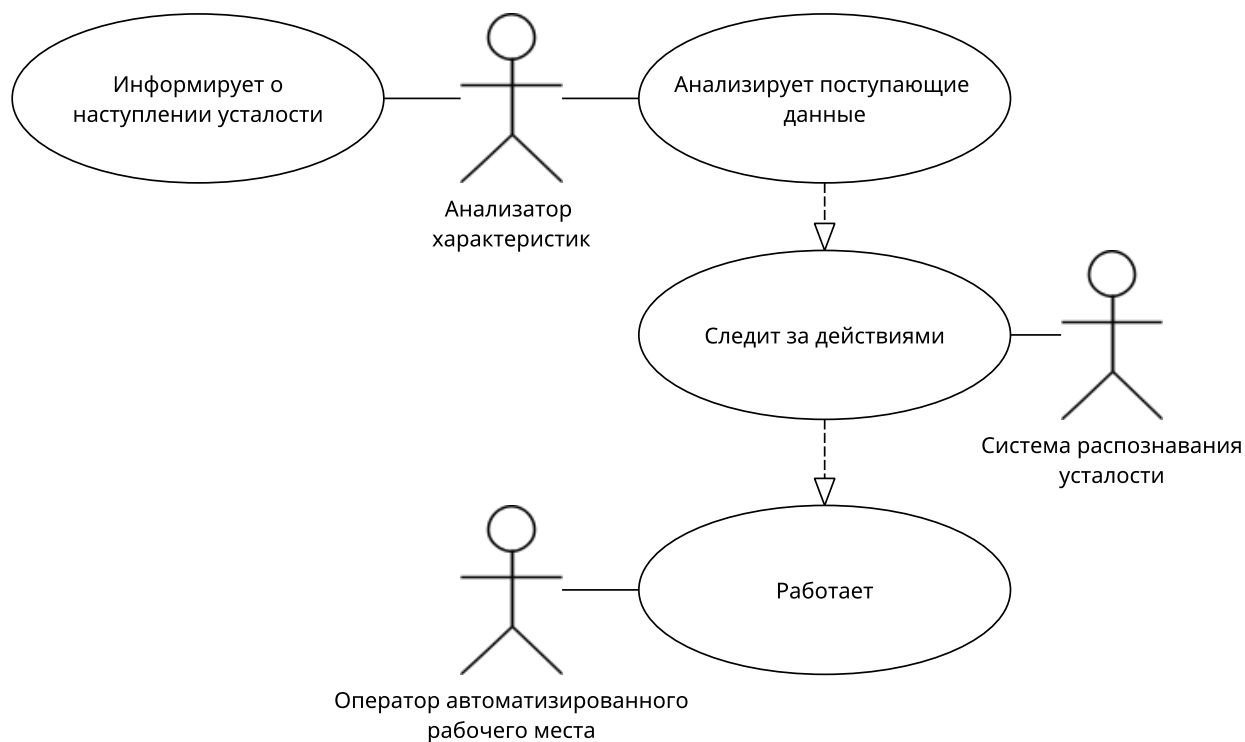 Информирует о
наступлении усталости
Анализирует поступающие
данные
Анализатор
характеристик
Следит за действиями
Система распознавания
усталости
Работает
Оператор автоматизированного
рабочего места